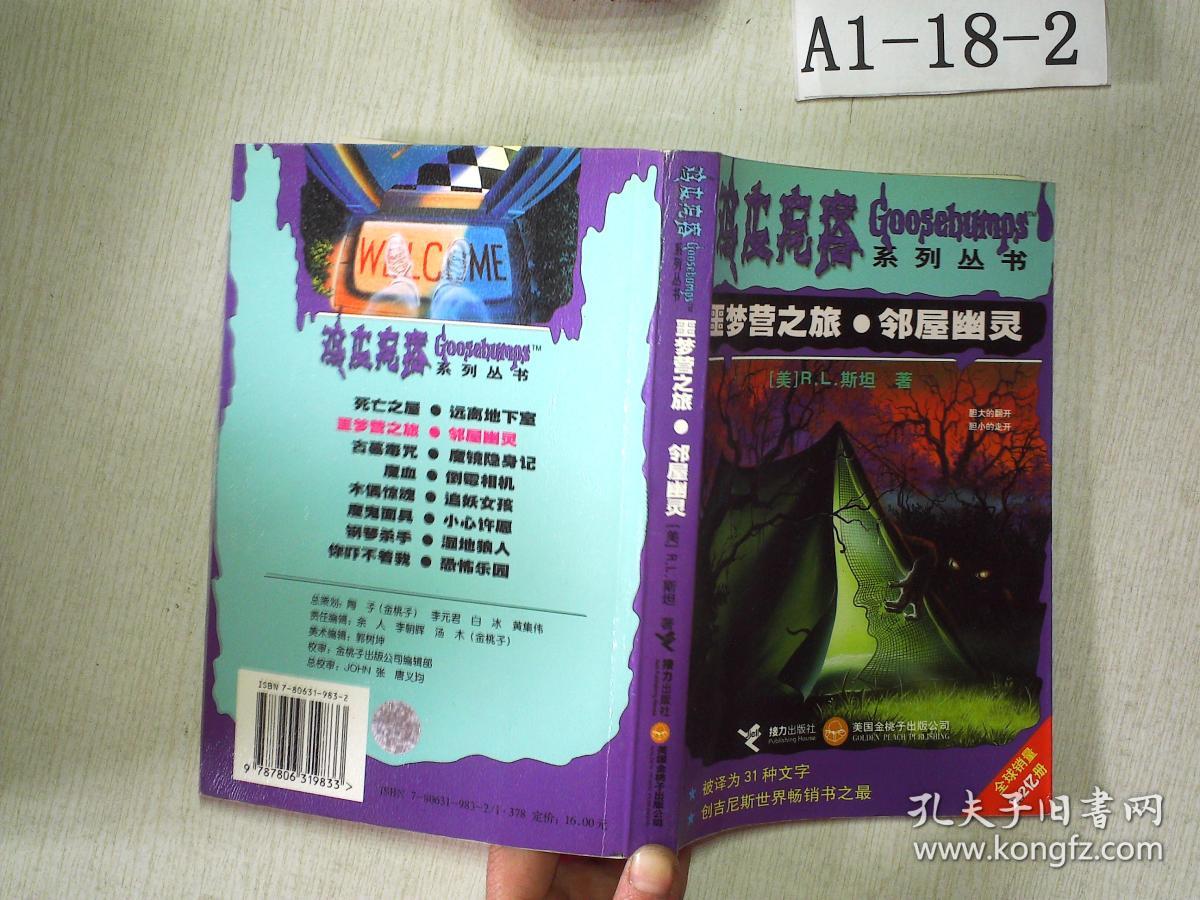 A1-18-2
WELCOME
鸡皮疙瘩 Goosebumps™
系列丛书
死亡之屋 ● 远离地下室
噩梦营之旅 ● 邻屋幽灵
古墓毒咒 ● 魔镜隐身记
魔血 ● 倒霉相机
木偶惊魂 ● 追妖女孩
魔鬼面具 ● 小心许愿
钢琴杀手 ● 湿地狼人
你吓不着我 ● 恐怖乐园
总策划: 陶 子(金桃子) 李元君 白 冰 黄集伟
责任编辑: 余 人 李朝晖 汤 木(金桃子)
美术编辑: 郭树坤
校审: 金桃子出版公司编辑部
总校审: JOHN 张 唐义均
ISBN 7-80631-983-2
9 787806 319833 >
ISBN 7-80631-983-2/I·378 定价: 16.00元
鸡皮疙瘩 Goosebumps™ 系列丛书
噩梦营之旅 ● 邻屋幽灵
[美] R.L.斯坦 著
接力出版社
美国金桃子出版公司
鸡皮疙瘩 Goosebumps™
系列丛书
噩梦营之旅 ● 邻屋幽灵
[美]R.L.斯坦 著
胆大的翻开
胆小的走开
接力出版社
Publishing House
美国金桃子出版公司
GOLDEN PEACH PUBLISHING
全球销量
2亿册
★ 被译为 31 种文字
★ 创吉尼斯世界畅销书之最
孔夫子旧书网
www.kongfz.com